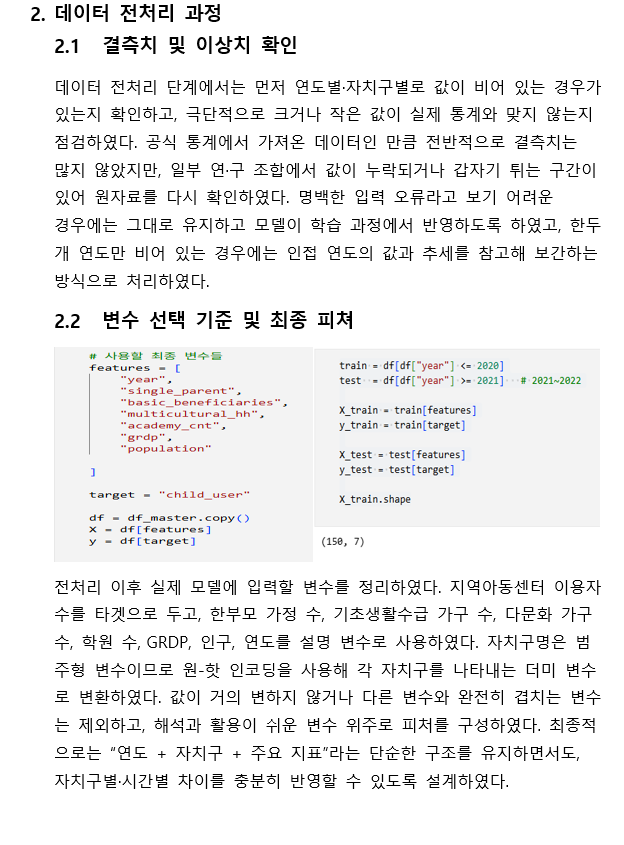 2. 데이터 전처리 과정
2.1 결측치 및 이상치 확인
데이터 전처리 단계에서는 먼저 연도별·자치구별로 값이 비어 있는 경우가
있는지 확인하고, 극단적으로 크거나 작은 값이 실제 통계와 맞지 않는지
점검하였다. 공식 통계에서 가져온 데이터인 만큼 전반적으로 결측치는
많지 않았지만, 일부 연·구 조합에서 값이 누락되거나 갑자기 튀는 구간이
있어 원자료를 다시 확인하였다. 명백한 입력 오류라고 보기 어려운
경우에는 그대로 유지하고 모델이 학습 과정에서 반영하도록 하였고, 한두
개 연도만 비어 있는 경우에는 인접 연도의 값과 추세를 참고해 보간하는
방식으로 처리하였다.
2.2 변수 선택 기준 및 최종 피쳐
# 사용할 최종 변수들
features = [
"year",
"single_parent",
"basic_beneficiaries",
"multicultural_hh",
"academy_cnt",
"grdp",
"population"
]
target = "child_user"
df = df_master.copy()
X = df[features]
y = df[target]
train = df[df["year"] <= 2020]
test = df[df["year"] >= 2021] # 2021~2022
X_train = train[features]
y_train = train[target]
X_test = test[features]
y_test = test[target]
X_train.shape
(150, 7)
전처리 이후 실제 모델에 입력할 변수를 정리하였다. 지역아동센터 이용자
수를 타겟으로 두고, 한부모 가정 수, 기초생활수급 가구 수, 다문화 가구
수, 학원 수, GRDP, 인구, 연도를 설명 변수로 사용하였다. 자치구명은 범
주형 변수이므로 원-핫 인코딩을 사용해 각 자치구를 나타내는 더미 변수
로 변환하였다. 값이 거의 변하지 않거나 다른 변수와 완전히 겹치는 변수
는 제외하고, 해석과 활용이 쉬운 변수 위주로 피처를 구성하였다. 최종적
으로는 “연도 + 자치구 + 주요 지표”라는 단순한 구조를 유지하면서도,
자치구별·시간별 차이를 충분히 반영할 수 있도록 설계하였다.